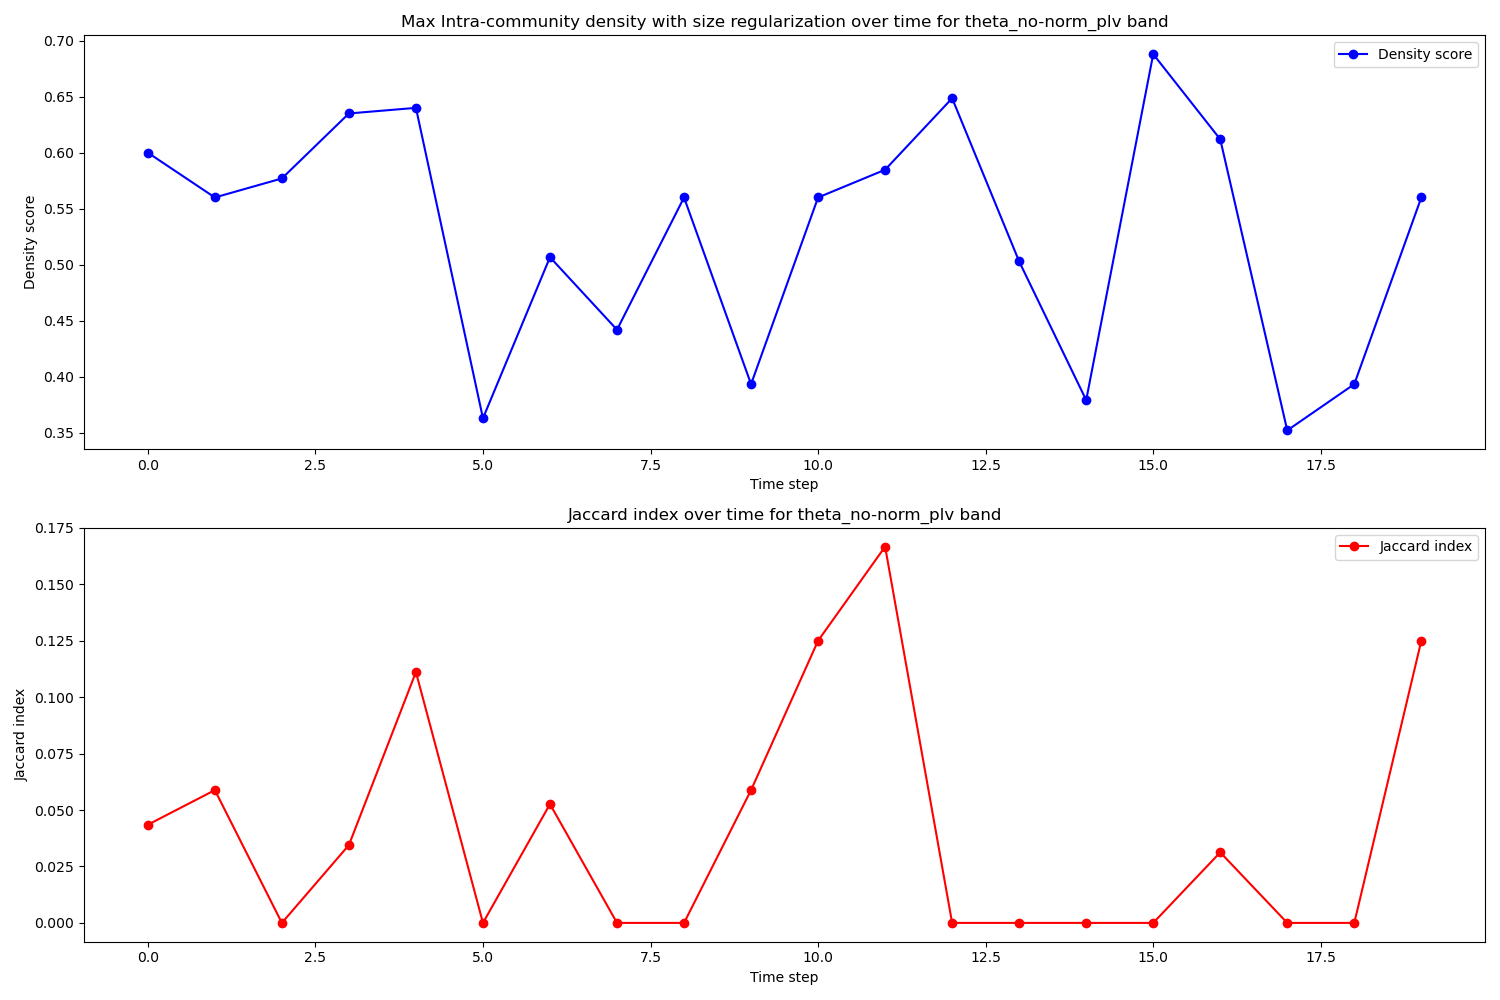 Max Intra-community density with size regularization over time for theta_no-norm_plv band
Density score
0.70
0.65
0.60
0.55
0.50
0.45
0.40
0.35
Density score
0.0 2.5 5.0 7.5 10.0 12.5 15.0 17.5
Time step
Jaccard index over time for theta_no-norm_plv band
Jaccard index
0.175
0.150
0.125
0.100
0.075
0.050
0.025
0.000
Jaccard index
0.0 2.5 5.0 7.5 10.0 12.5 15.0 17.5
Time step